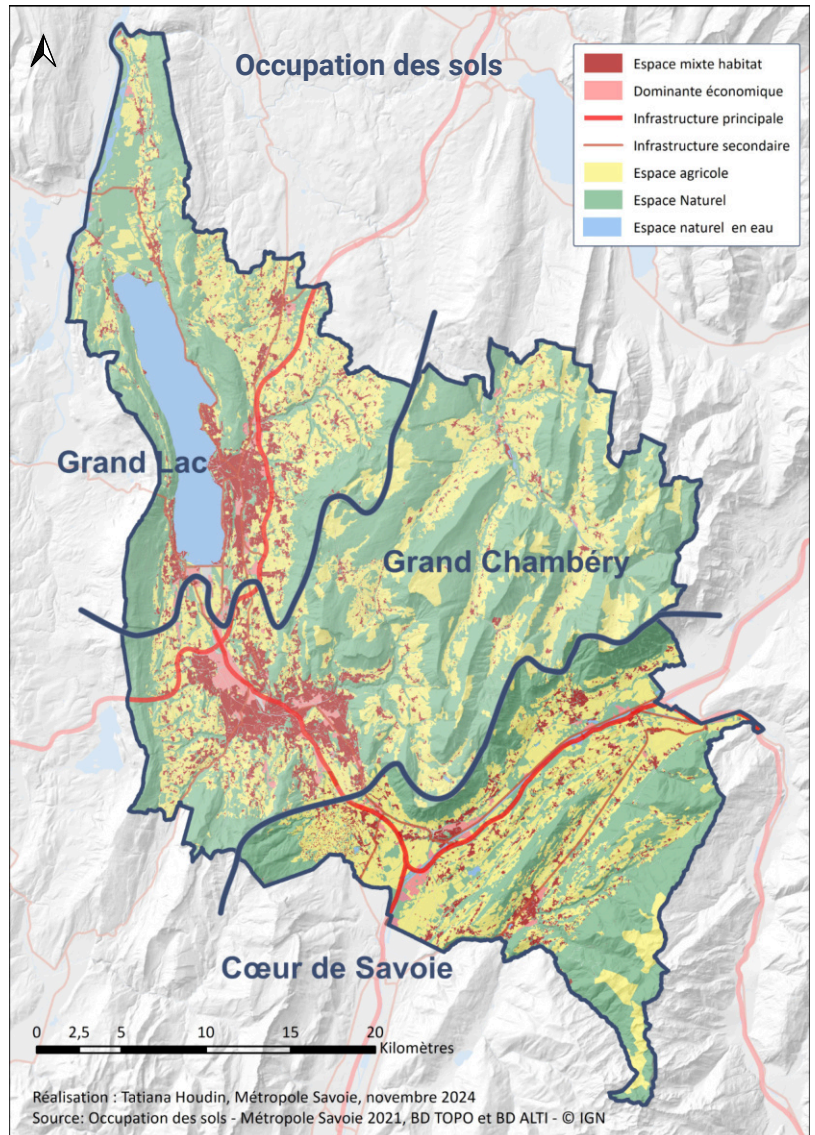 Occupation des sols
Espace mixte habitat
Dominante économique
Infrastructure principale
Infrastructure secondaire
Espace agricole
Espace Naturel
Espace naturel en eau
Grand Lac
Grand Chambéry
Cœur de Savoie
0 2,5 5 10 15 20
Kilomètres
Réalisation : Tatiana Houdin, Métropole Savoie, novembre 2024
Source: Occupation des sols - Métropole Savoie 2021, BD TOPO et BD ALTI - © IGN